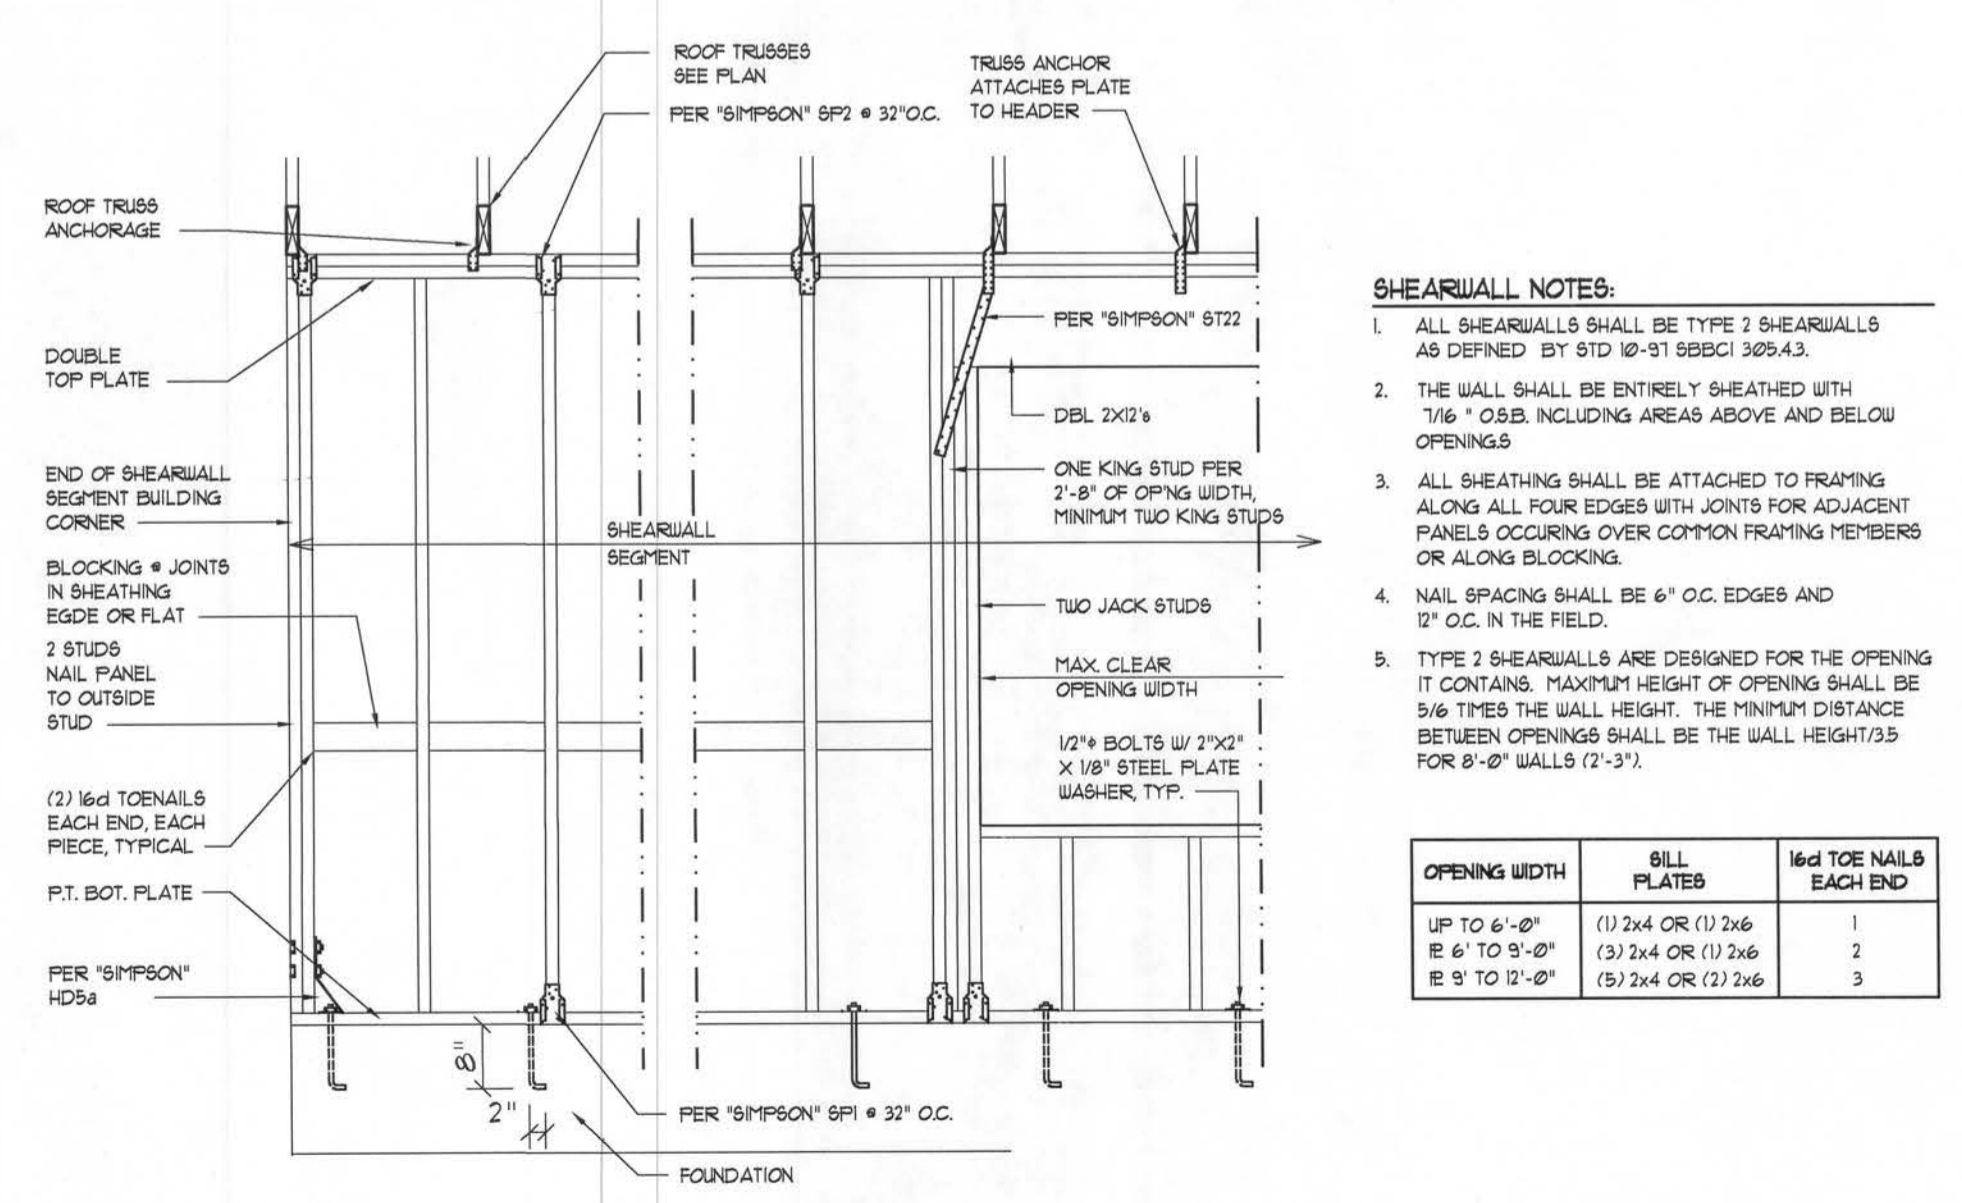 ROOF TRUSSES
SEE PLAN
PER "SIMPSON" SP2 @ 32"O.C.
TRUSS ANCHOR
ATTACHES PLATE
TO HEADER
ROOF TRUSS
ANCHORAGE
DOUBLE
TOP PLATE
END OF SHEARWALL
SEGMENT BUILDING
CORNER
BLOCKING @ JOINTS
IN SHEATHING
EGDE OR FLAT
2 STUDS
NAIL PANEL
TO OUTSIDE
STUD
(2) 16d TOENAILS
EACH END, EACH
PIECE, TYPICAL
P.T. BOT. PLATE
PER "SIMPSON"
HD5a
SHEARWALL
SEGMENT
PER "SIMPSON" ST22
DBL 2X12's
ONE KING STUD PER
2'-8" OF OP'NG WIDTH,
MINIMUM TWO KING STUDS
TWO JACK STUDS
MAX. CLEAR
OPENING WIDTH
1/2"φ BOLTS W/ 2"X2"
X 1/8" STEEL PLATE
WASHER, TYP.
8"
2"
PER "SIMPSON" SP1 @ 32" O.C.
FOUNDATION
SHEARWALL NOTES:
1. ALL SHEARWALLS SHALL BE TYPE 2 SHEARWALLS
AS DEFINED BY STD 10-97 SBBCI 305.4.3.
2. THE WALL SHALL BE ENTIRELY SHEATHED WITH
7/16 " O.S.B. INCLUDING AREAS ABOVE AND BELOW
OPENINGS
3. ALL SHEATHING SHALL BE ATTACHED TO FRAMING
ALONG ALL FOUR EDGES WITH JOINTS FOR ADJACENT
PANELS OCCURING OVER COMMON FRAMING MEMBERS
OR ALONG BLOCKING.
4. NAIL SPACING SHALL BE 6" O.C. EDGES AND
12" O.C. IN THE FIELD.
5. TYPE 2 SHEARWALLS ARE DESIGNED FOR THE OPENING
IT CONTAINS. MAXIMUM HEIGHT OF OPENING SHALL BE
5/6 TIMES THE WALL HEIGHT. THE MINIMUM DISTANCE
BETWEEN OPENINGS SHALL BE THE WALL HEIGHT/3.5
FOR 8'-0" WALLS (2'-3").
OPENING WIDTH SILL PLATES 16d TOE NAILS EACH END
UP TO 6'-0" (1) 2x4 OR (1) 2x6 1
6' TO 9'-0" (3) 2x4 OR (1) 2x6 2
9' TO 12'-0" (5) 2x4 OR (2) 2x6 3